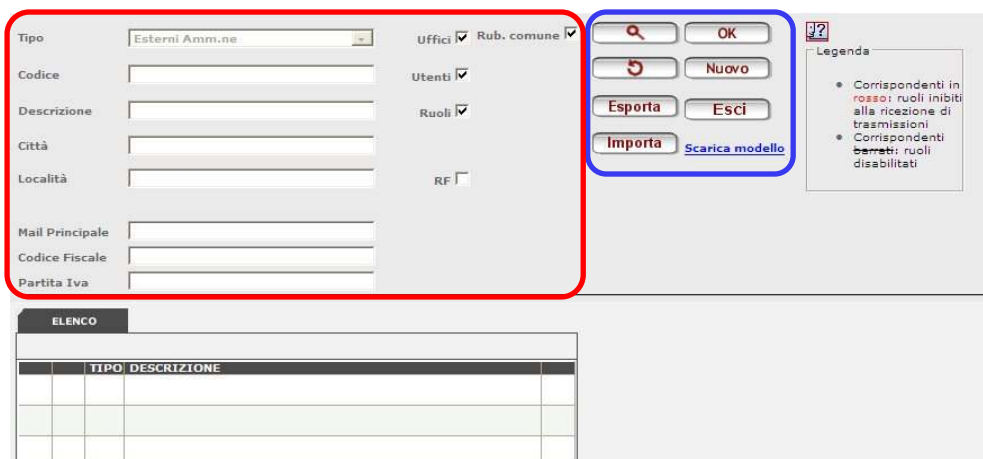 Tipo Esterni Amm.ne Uffici Rub. comune OK
Legenda
Codice Utenti Nuovo
Descrizione Ruoli Esporta Esci
Città Importa Scarica modello
Località RF
Mail Principale
Codice Fiscale
Partita Iva
Corrispondenti in
rosso: ruoli inibiti
alla ricezione di
trasmissioni
Corrispondenti
barrati: ruoli
disabilitati
ELENCO
TIPO DESCRIZIONE